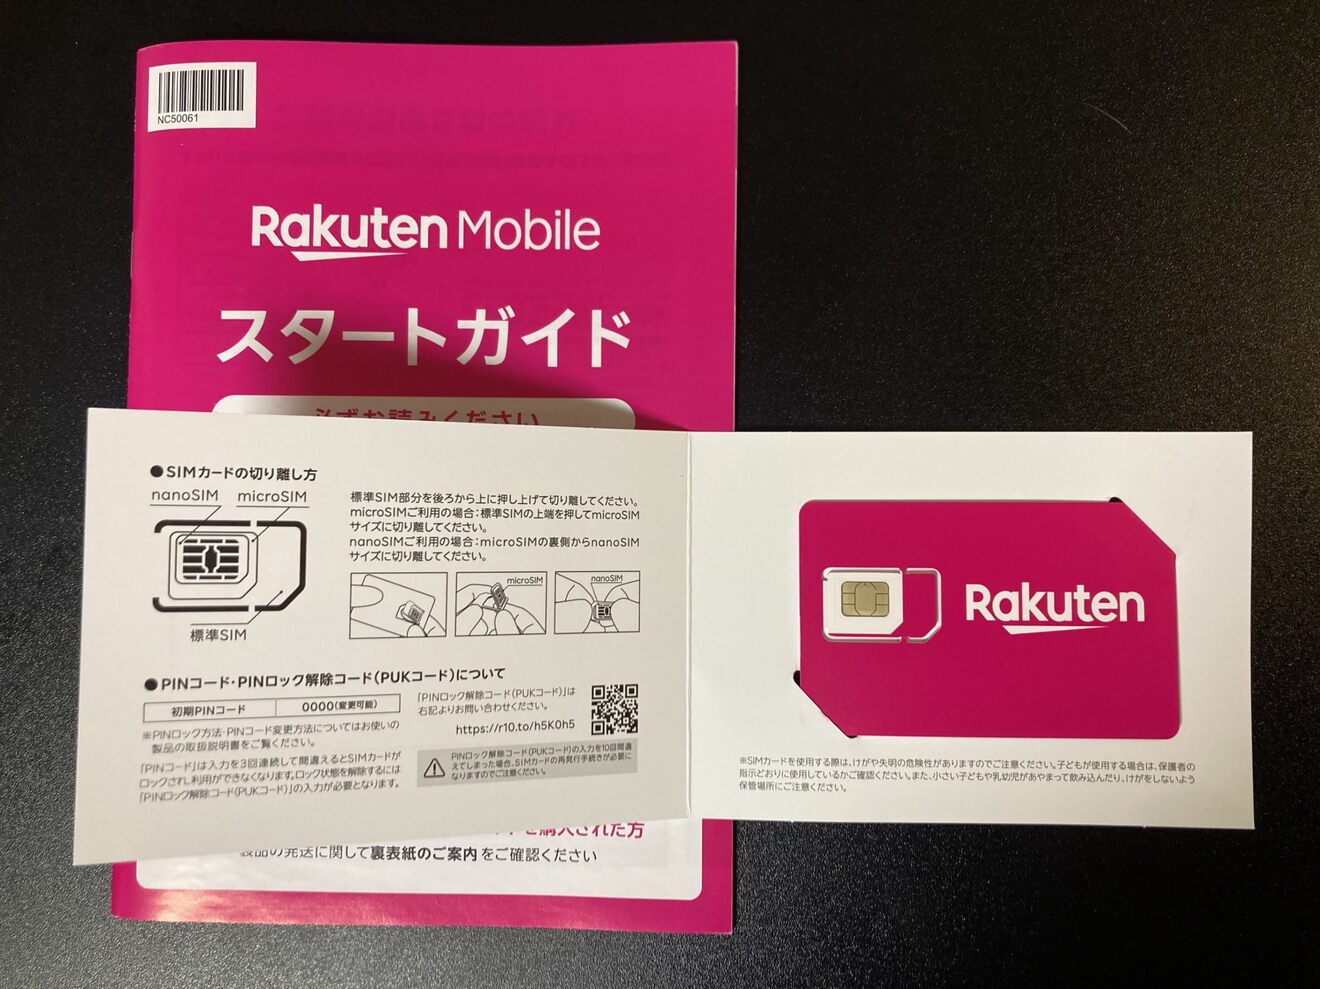 NC50061
Rakuten Mobile
スタートガイド
必ずお読みください
●SIMカードの切り離し方
nanoSIM microSIM
標準SIM
標準SIM部分を後ろから上に押し上げて切り離してください。
microSIMご利用の場合:標準SIMの上端を押してmicroSIM
サイズに切り離してください。
nanoSIMご利用の場合:microSIMの裏側からnanoSIM
サイズに切り離してください。
microSIM
nanoSIM
●PINコード・PINロック解除コード(PUKコード)について
初期PINコード 0000(変更可能)
※PINロック方法・PINコード変更方法についてはお使いの
製品の取扱説明書をご覧ください。
「PINコード」は入力を3回連続して間違えるとSIMカードが
ロックされ、利用ができなくなります。ロック状態を解除するには
「PINロック解除コード(PUKコード)」の入力が必要となります。
「PINロック解除コード(PUKコード)」は
右記よりお問い合わせください。
https://r10.to/h5K0h5
PINロック解除コード(PUKコード)の入力を10回間違
えてしまった場合、SIMカードの再発行手続きが必要に
なりますのでご注意ください。
Rakuten
※SIMカードを使用する際は、けがや失明の危険性がありますのでご注意ください。子どもが使用する場合は、保護者の
指示どおりに使用しているかご確認ください。また、小さい子どもや乳幼児があやまって飲み込んだり、けがをしないよう
保管場所にご注意ください。
購入された方
製品の発送に関して裏表紙のご案内をご確認ください